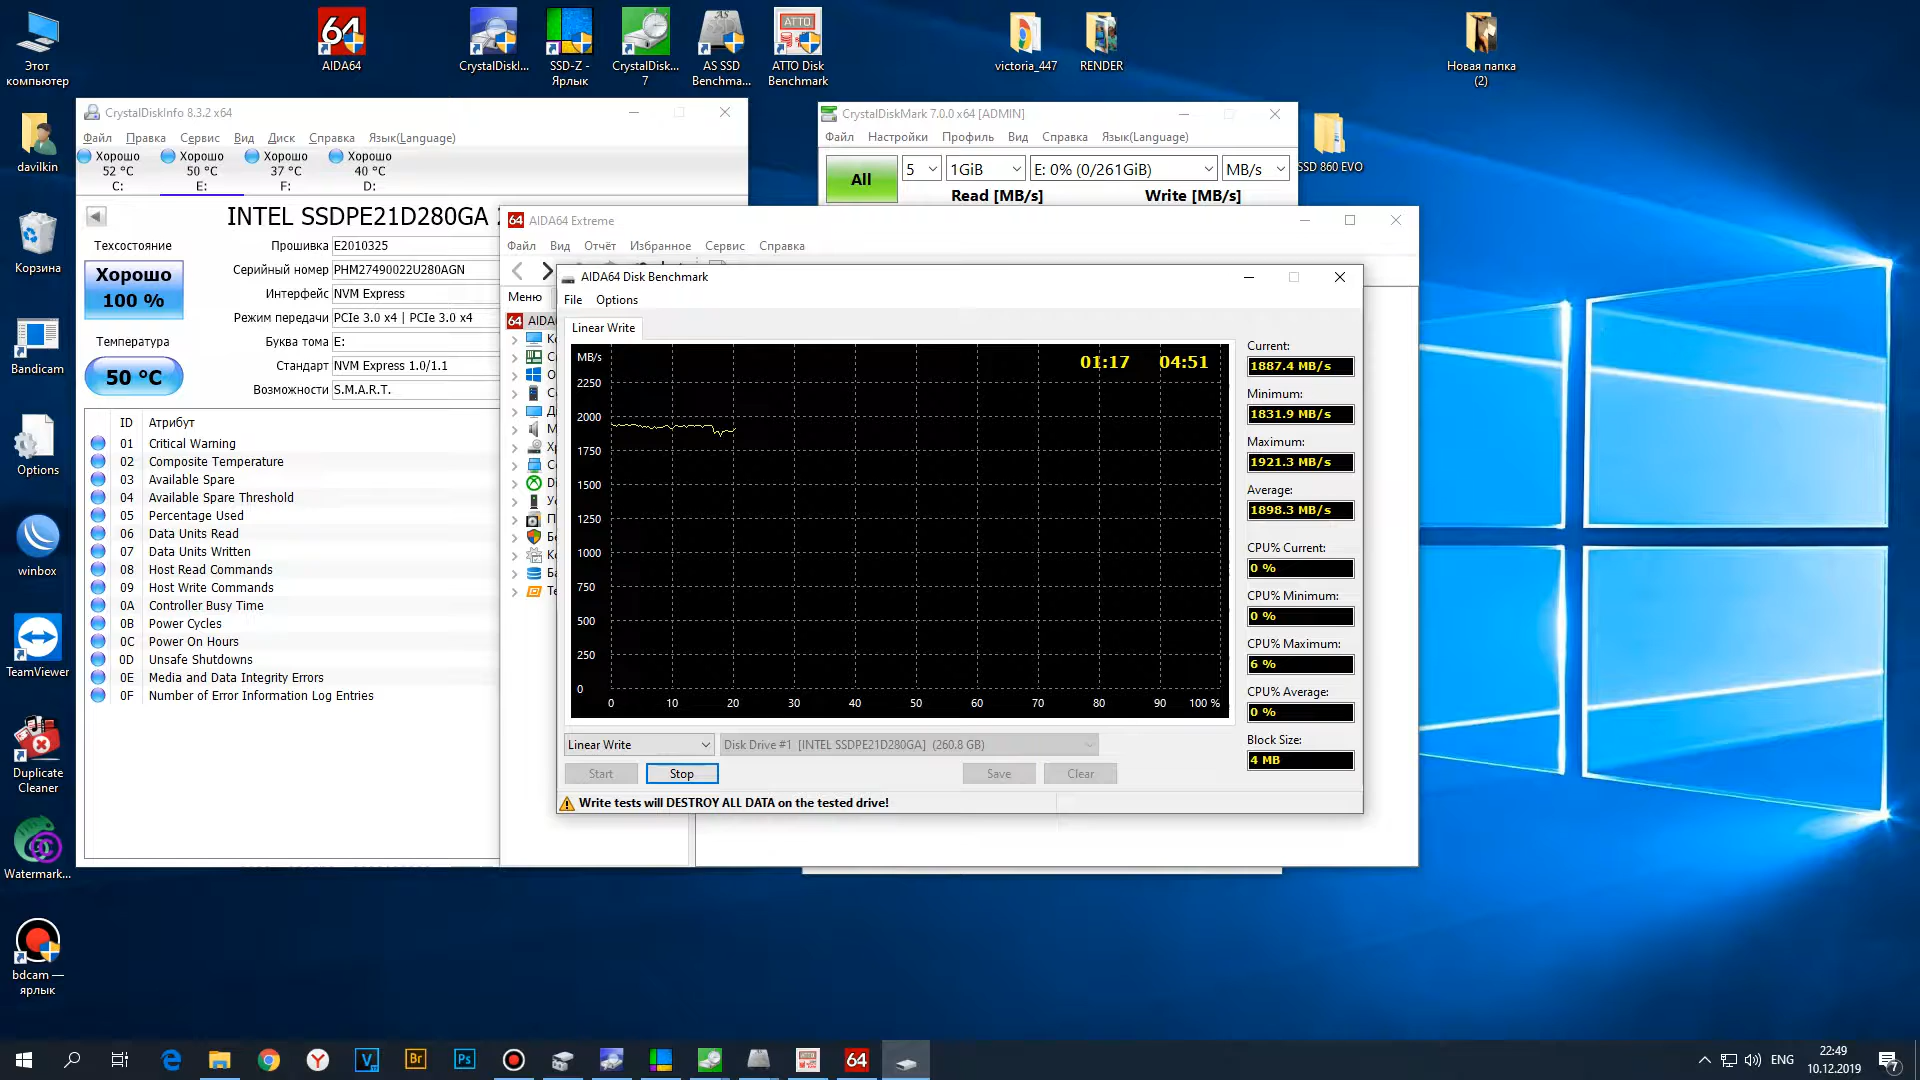 Этот
компьютер
AIDA64
CrystalDiskI...
SSD-Z -
Ярлык
CrystalDisk...
7
AS SSD
Benchma...
ATTO Disk
Benchmark
victoria_447
RENDER
Новая папка
(2)
davilkin
Корзина
Bandicam
Options
winbox
TeamViewer
Duplicate
Cleaner
Watermark...
bdcam —
ярлык
SSD 860 EVO
CrystalDiskInfo 8.3.2 x64
Файл Правка Сервис Вид Диск Справка Язык(Language)
Хорошо Хорошо Хорошо Хорошо
52 °C 50 °C 37 °C 40 °C
C: E: F: D:
INTEL SSDPE21D280GA
Техсостояние
Хорошо
100 %
Температура
50 °C
Прошивка E2010325
Серийный номер PHM27490022U280AGN
Интерфейс NVM Express
Режим передачи PCIe 3.0 x4 | PCIe 3.0 x4
Буква тома E:
Стандарт NVM Express 1.0/1.1
Возможности S.M.A.R.T.
ID Атрибут
01 Critical Warning
02 Composite Temperature
03 Available Spare
04 Available Spare Threshold
05 Percentage Used
06 Data Units Read
07 Data Units Written
08 Host Read Commands
09 Host Write Commands
0A Controller Busy Time
0B Power Cycles
0C Power On Hours
0D Unsafe Shutdowns
0E Media and Data Integrity Errors
0F Number of Error Information Log Entries
CrystalDiskMark 7.0.0 x64 [ADMIN]
Файл Настройки Профиль Вид Справка Язык(Language)
All 5 1GiB E: 0% (0/261GiB) MB/s
Read [MB/s] Write [MB/s]
64 AIDA64 Extreme
Файл Вид Отчёт Избранное Сервис Справка
Меню
64 AIDA
AIDA64 Disk Benchmark
File Options
Linear Write
MB/s
01:17 04:51
2250
2000
1750
1500
1250
1000
750
500
250
0
0 10 20 30 40 50 60 70 80 90 100 %
Current:
1887.4 MB/s
Minimum:
1831.9 MB/s
Maximum:
1921.3 MB/s
Average:
1898.3 MB/s
CPU% Current:
0 %
CPU% Minimum:
0 %
CPU% Maximum:
6 %
CPU% Average:
0 %
Block Size:
4 MB
Linear Write Disk Drive #1 [INTEL SSDPE21D280GA] (260.8 GB)
Start Stop Save Clear
Write tests will DESTROY ALL DATA on the tested drive!
ENG
22:49
10.12.2019